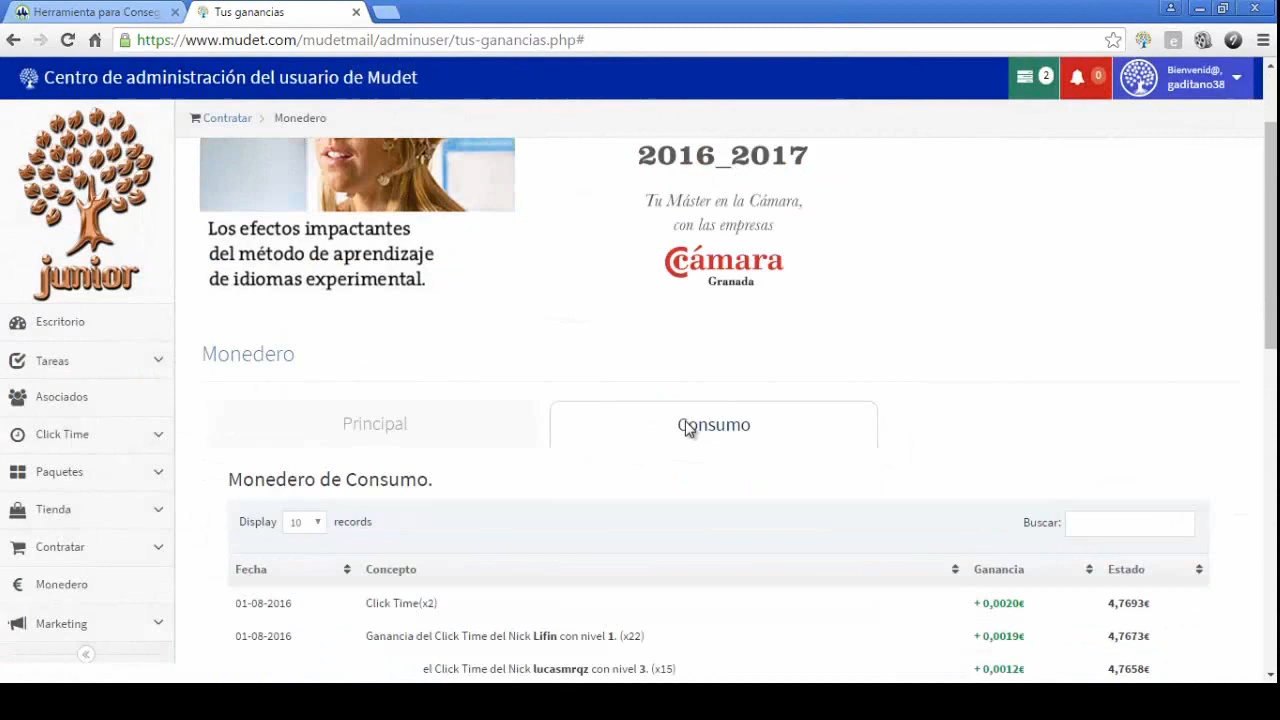 Herramienta para Conseg
Tus ganancias
https://www.mudet.com/mudetmail/adminuser/tus-ganancias.php#
Centro de administración del usuario de Mudet
2
0
Bienvenid@,
gaditano38
junior
Escritorio
Tareas
Asociados
Click Time
Paquetes
Tienda
Contratar
Monedero
Marketing
Contratar
Monedero
Los efectos impactantes
del método de aprendizaje
de idiomas experimental.
2016_2017
Tu Máster en la Cámara,
con las empresas
Cámara
Granada
Monedero
Principal
Consumo
Monedero de Consumo.
Display 10 records
Buscar:
Fecha Concepto Ganancia Estado
01-08-2016 Click Time(x2) + 0,0020€ 4,7693€
01-08-2016 Ganancia del Click Time del Nick Lifin con nivel 1. (x22) + 0,0019€ 4,7673€
el Click Time del Nick lucasmrqz con nivel 3. (x15) + 0,0012€ 4,7658€